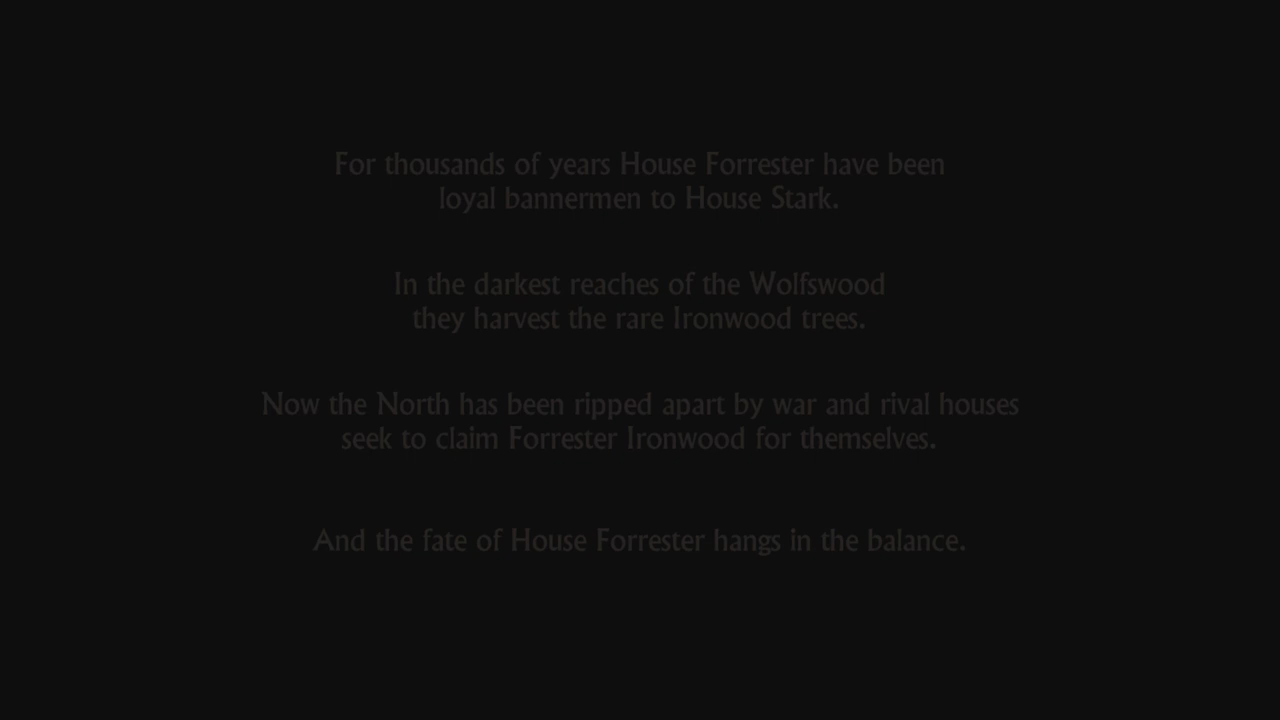 For thousands of years House Forrester have been
loyal bannermen to House Stark.
In the darkest reaches of the Wolfswood
they harvest the rare Ironwood trees.
Now the North has been ripped apart by war and rival houses
seek to claim Forrester Ironwood for themselves.
And the fate of House Forrester hangs in the balance.